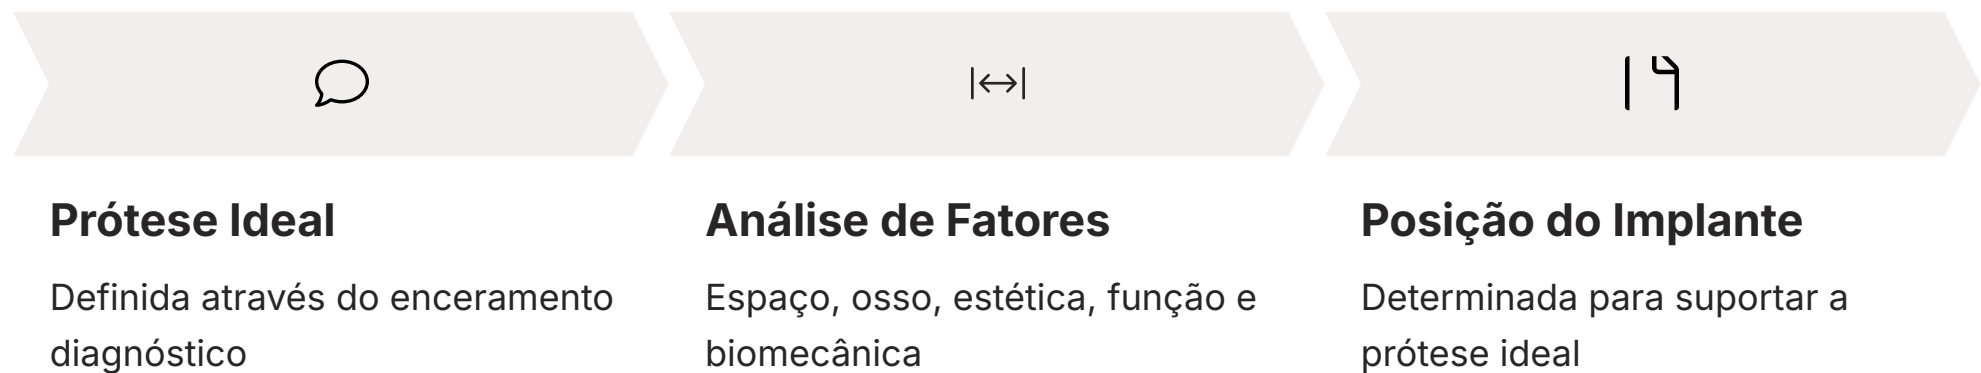 Prótese Ideal
Definida através do enceramento
diagnóstico
Análise de Fatores
Espaço, osso, estética, função e
biomecânica
Posição do Implante
Determinada para suportar a
prótese ideal